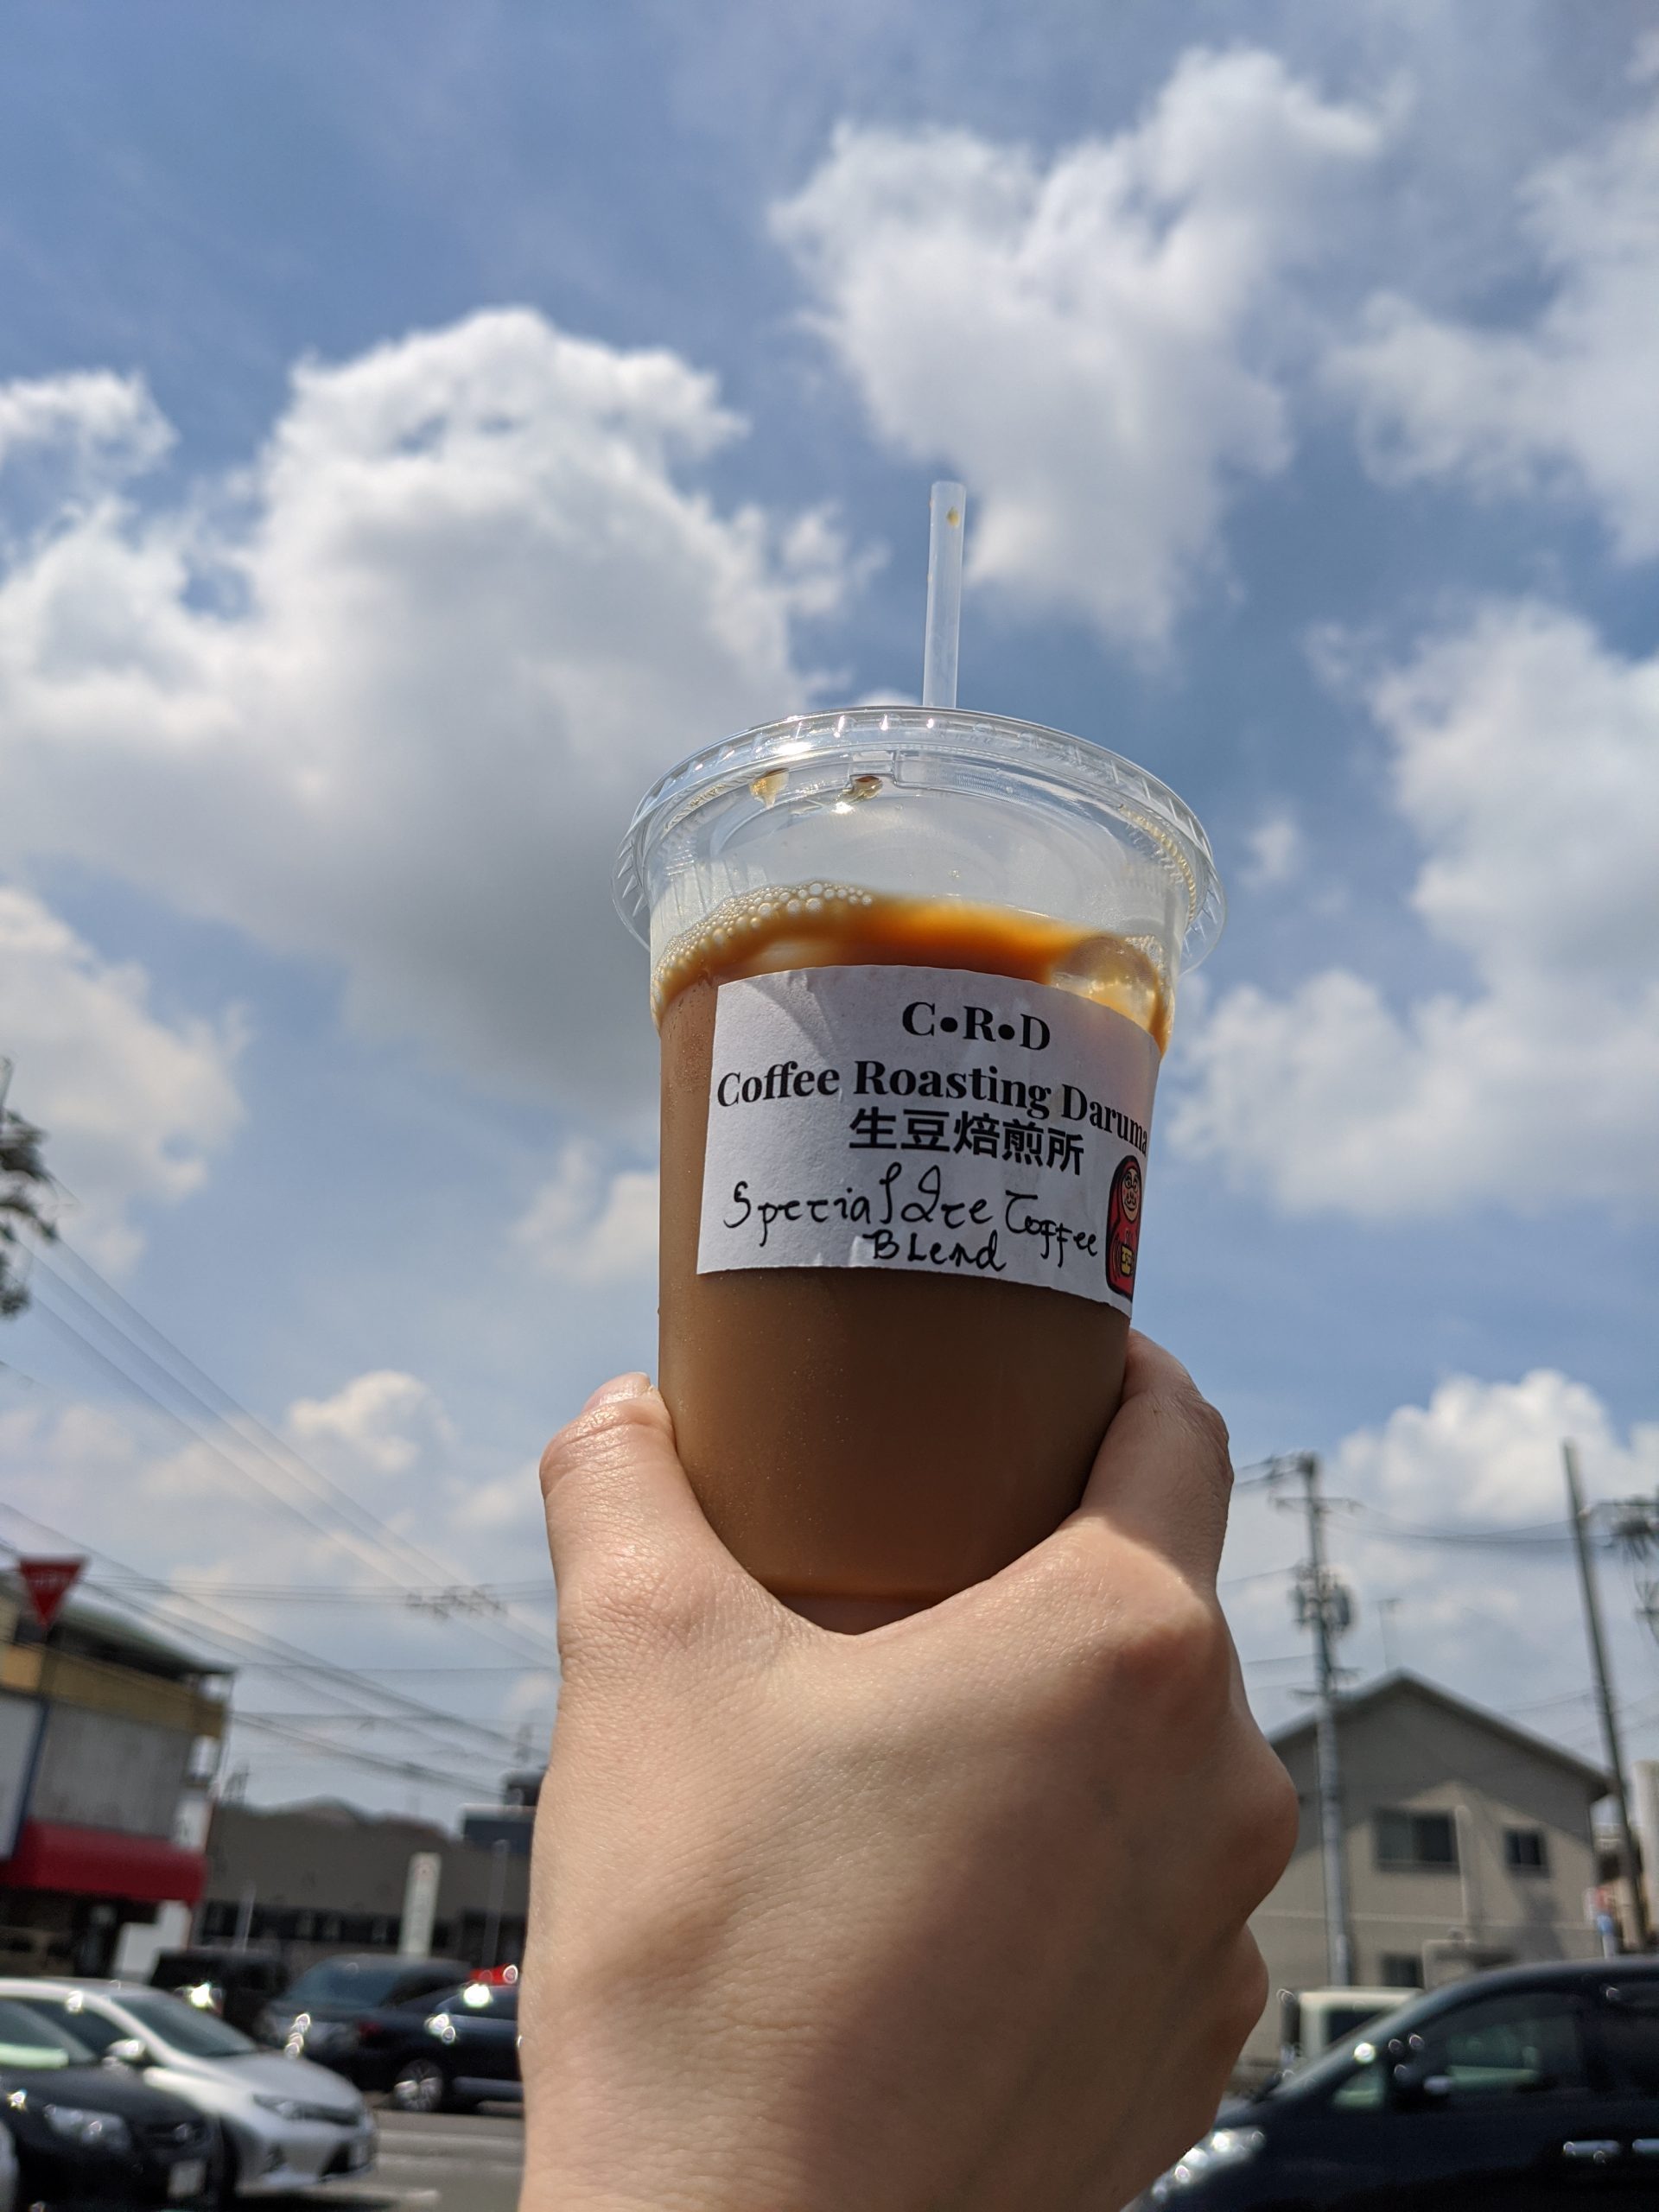 C•R•D
Coffee Roasting Daruma
生豆焙煎所
Special Ice Coffee
BLend